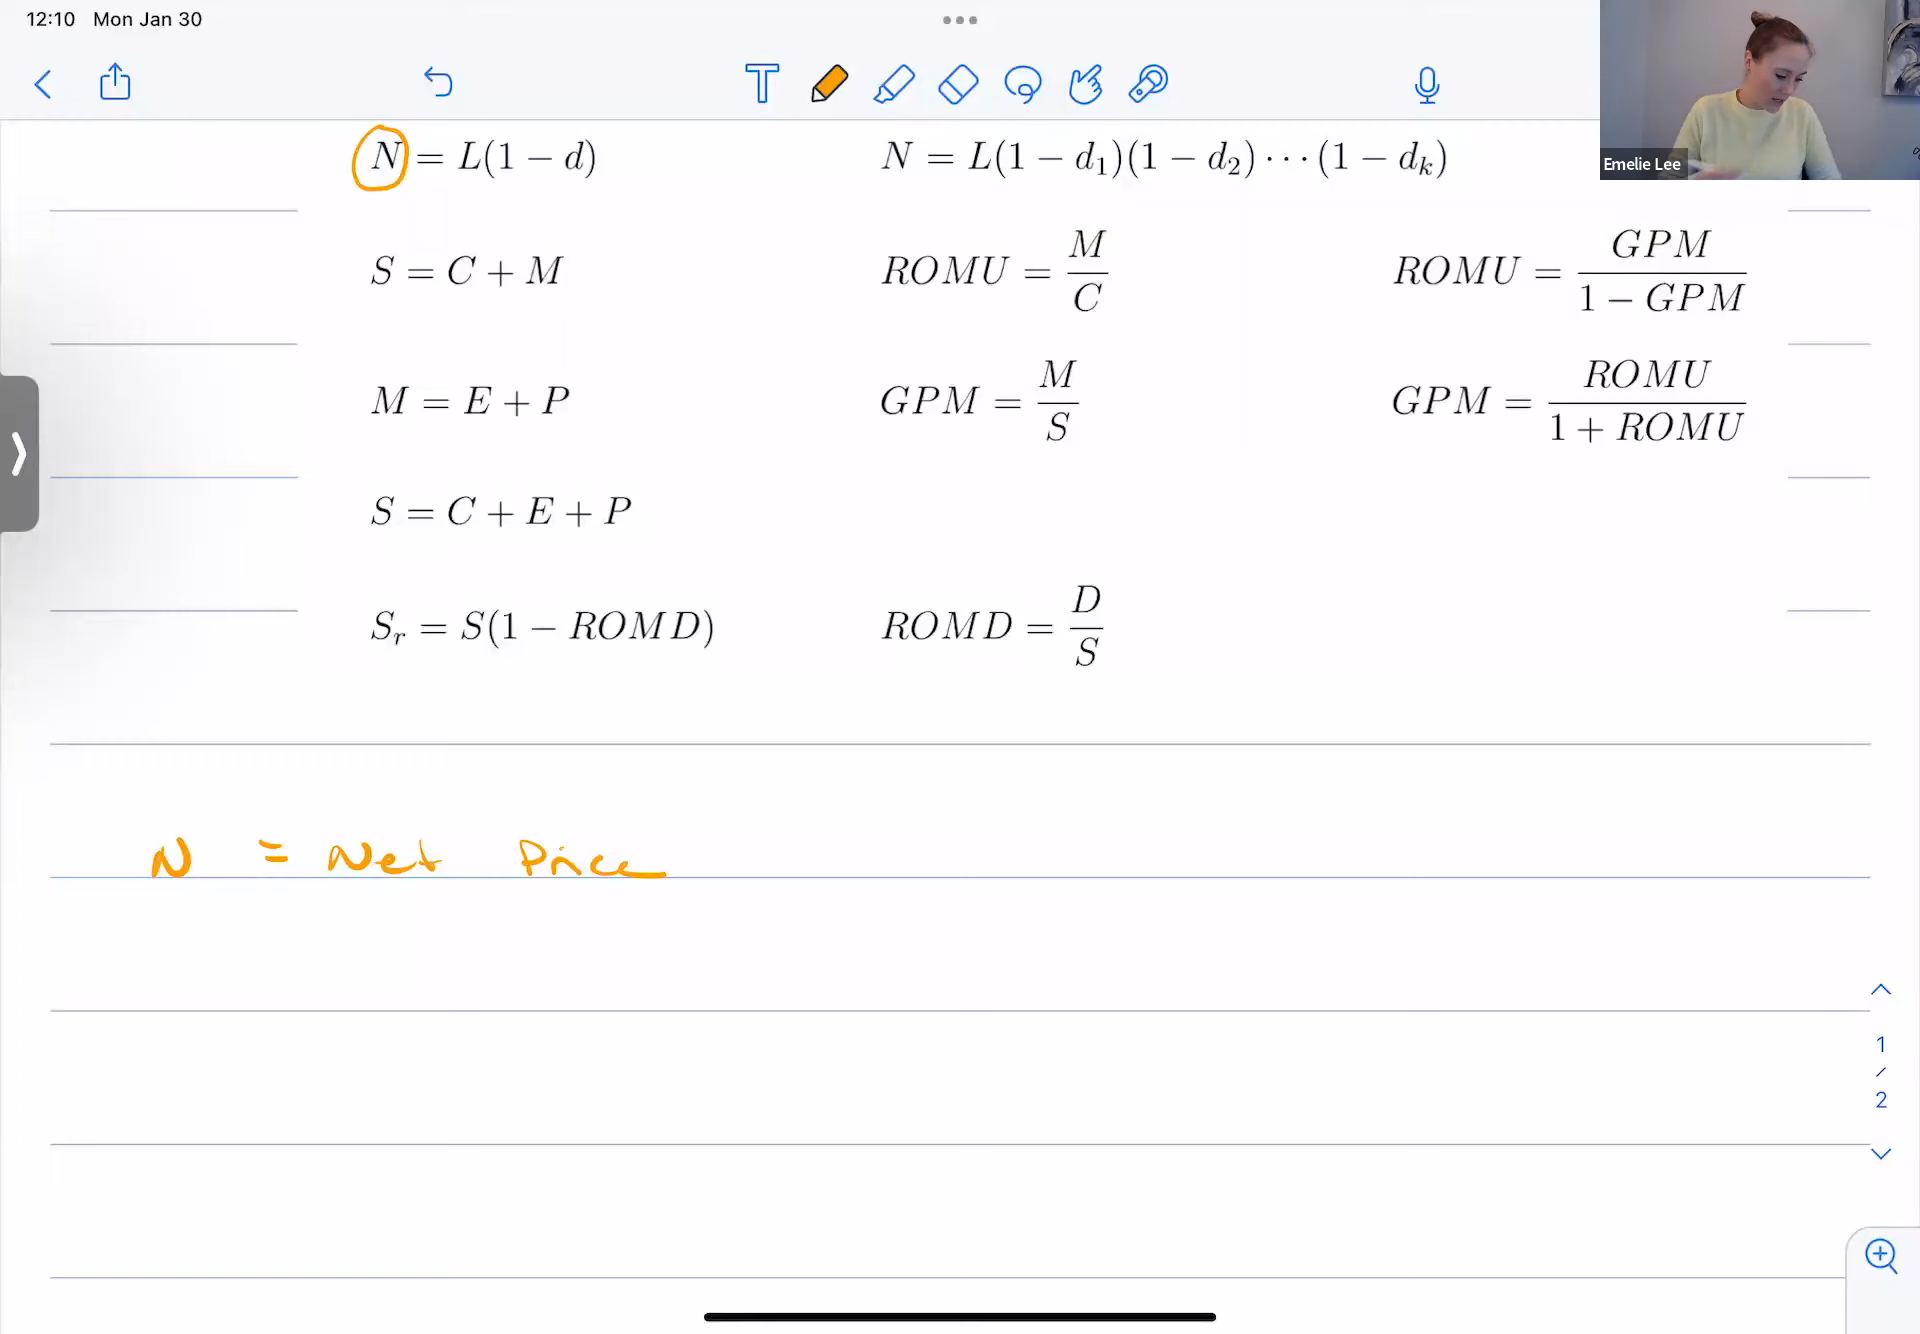 12:10 Mon Jan 30
Emelie Lee
N = L(1 − d) N = L(1 − d₁)(1 − d₂) ⋯ (1 − dₖ)
S = C + M ROMU = M/C ROMU = GPM/(1 − GPM)
M = E + P GPM = M/S GPM = ROMU/(1 + ROMU)
S = C + E + P
Sᵣ = S(1 − ROMD) ROMD = D/S
N = Net Price
1
/
2